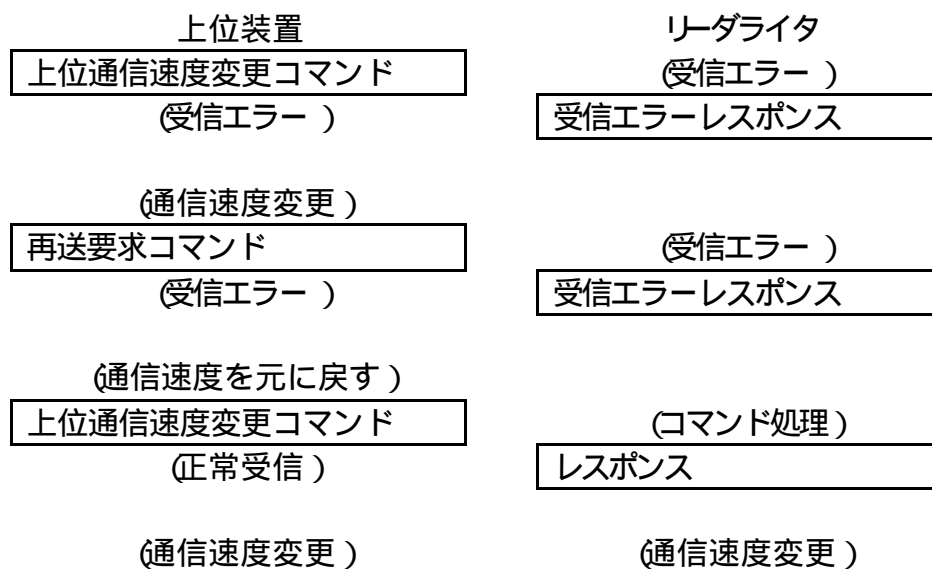 上位装置 リーダライタ
上位通信速度変更コマンド (受信エラー )
(受信エラー ) 受信エラーレスポンス
(通信速度変更 )
再送要求コマンド (受信エラー )
(受信エラー ) 受信エラーレスポンス
(通信速度を元に戻す )
上位通信速度変更コマンド (コマンド処理 )
(正常受信 ) レスポンス
(通信速度変更 ) (通信速度変更 )